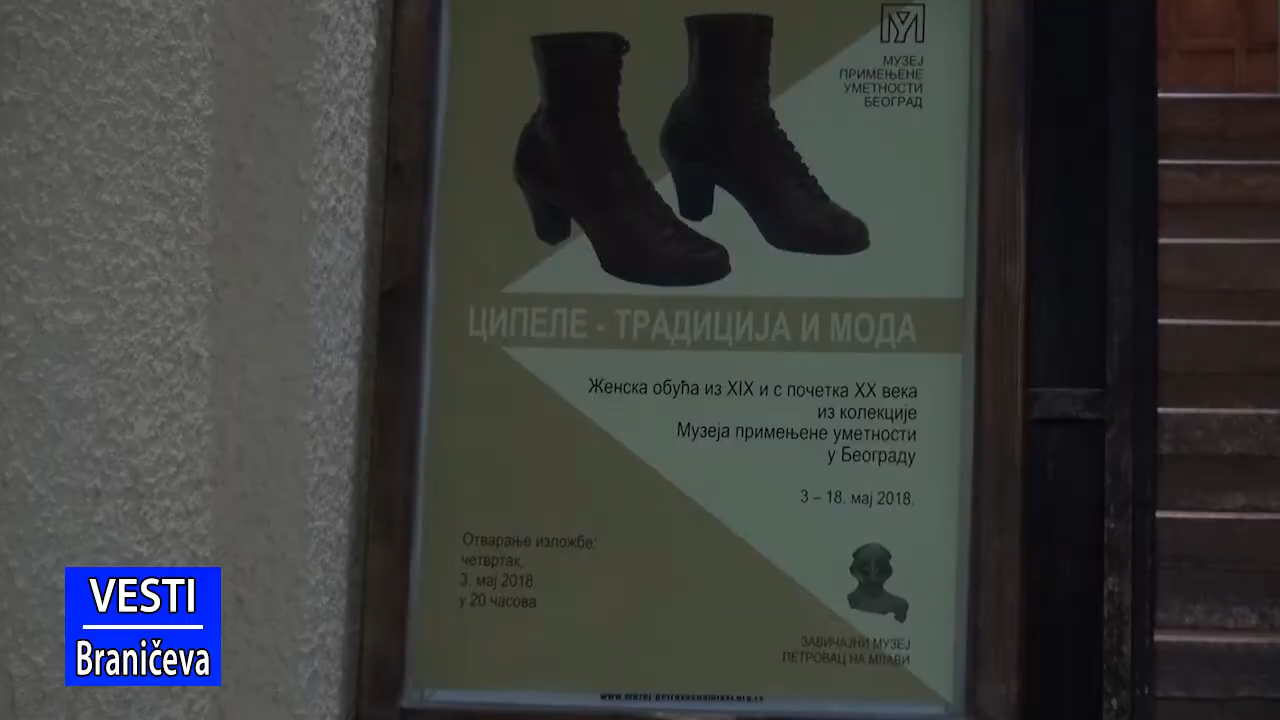 МУЗЕЈ
ПРИМЕЊЕНЕ
УМЕТНОСТИ
БЕОГРАД
ЦИПЕЛЕ - ТРАДИЦИЈА И МОДА
Женска обућа из XIX и с почетка XX века
из колекције
Музеја примењене уметности
у Београду
3 – 18. мај 2018.
Отварање изложбе:
четвртак,
3. мај 2018.
у 20 часова
ЗАВИЧАЈНИ МУЗЕЈ
ПЕТРОВАЦ НА МЛАВИ
VESTI
Braničeva